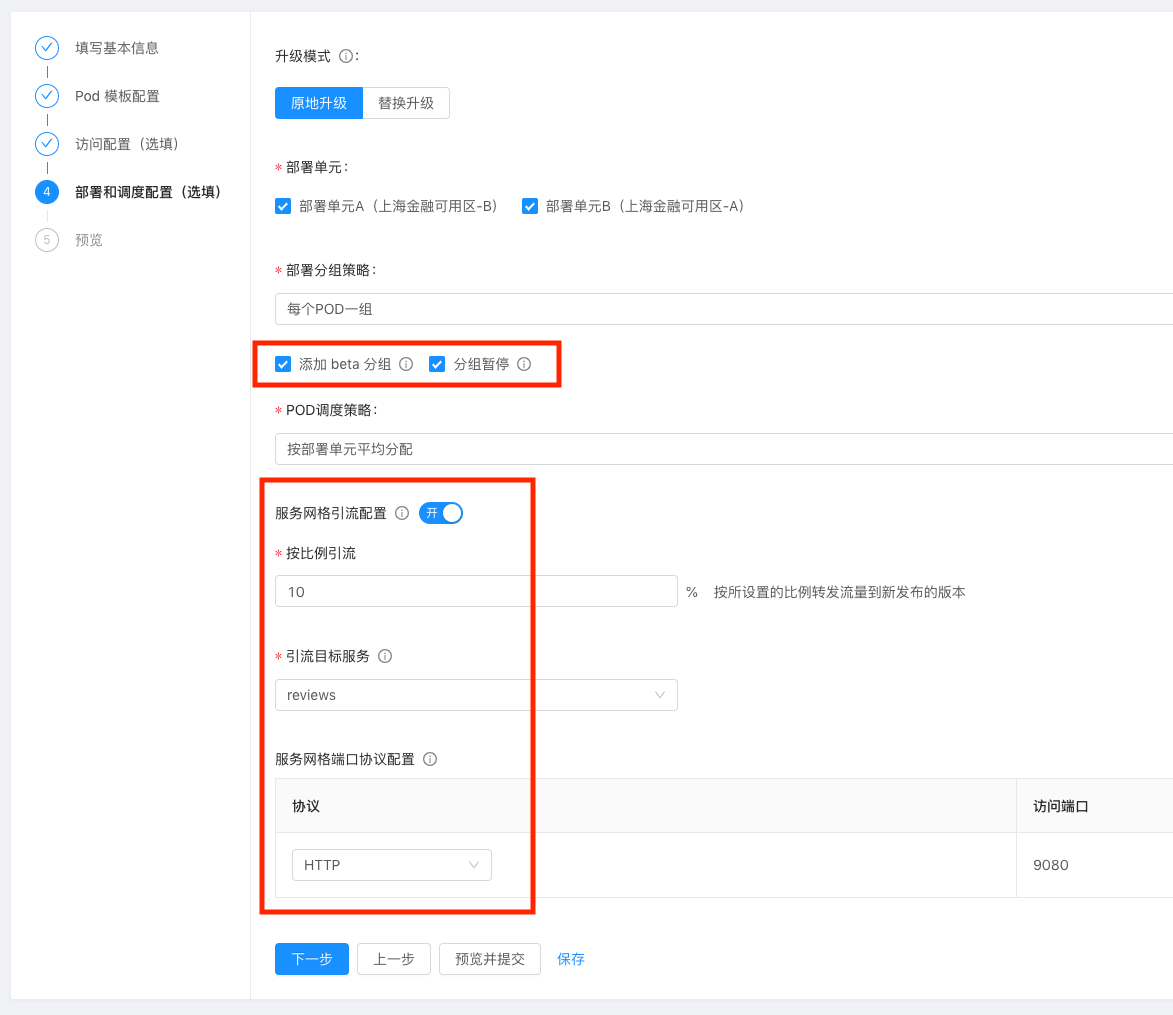 填写基本信息
Pod 模板配置
访问配置（选填）
4 部署和调度配置（选填）
5 预览
升级模式 :
原地升级 替换升级
* 部署单元:
部署单元A（上海金融可用区-B） 部署单元B（上海金融可用区-A）
* 部署分组策略:
每个POD一组
添加 beta 分组 分组暂停
* POD调度策略:
按部署单元平均分配
服务网格引流配置 开
* 按比例引流
10 % 按所设置的比例转发流量到新发布的版本
* 引流目标服务
reviews
服务网格端口协议配置
协议 访问端口
HTTP 9080
下一步 上一步 预览并提交 保存